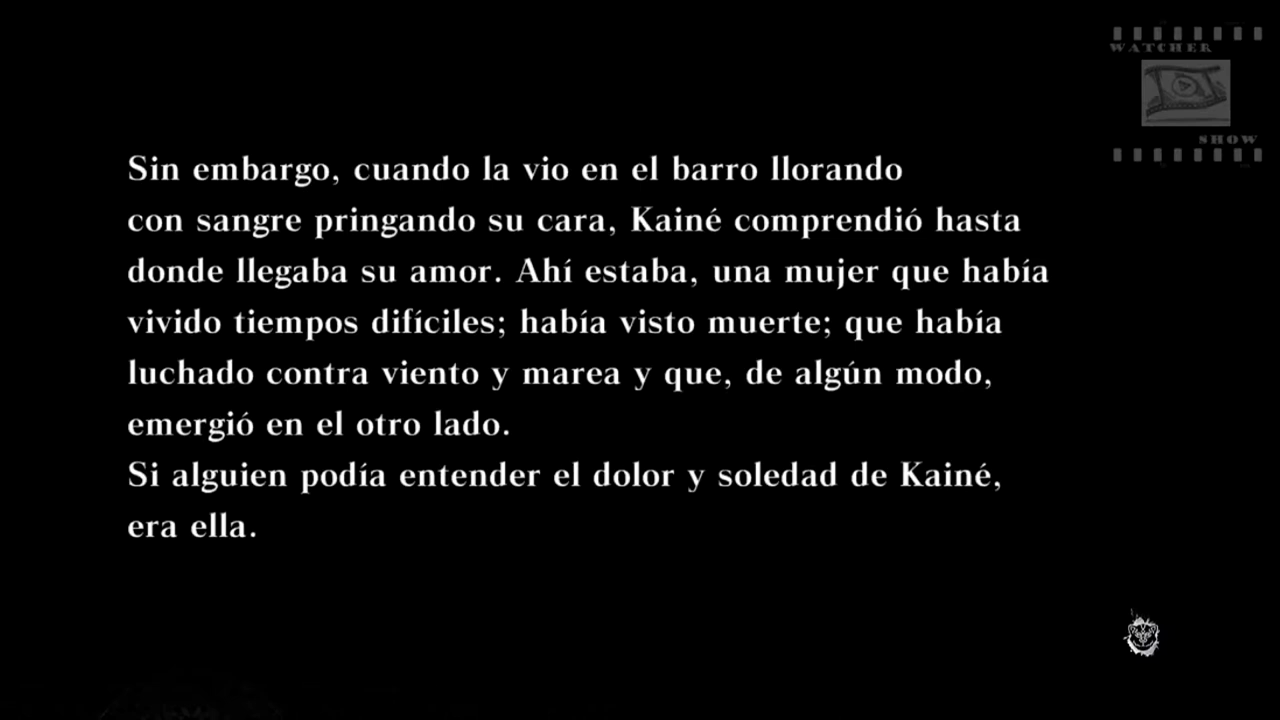 WATCHER
SHOW
Sin embargo, cuando la vio en el barro llorando
con sangre pringando su cara, Kainé comprendió hasta
donde llegaba su amor. Ahí estaba, una mujer que había
vivido tiempos difíciles; había visto muerte; que había
luchado contra viento y marea y que, de algún modo,
emergió en el otro lado.
Si alguien podía entender el dolor y soledad de Kainé,
era ella.